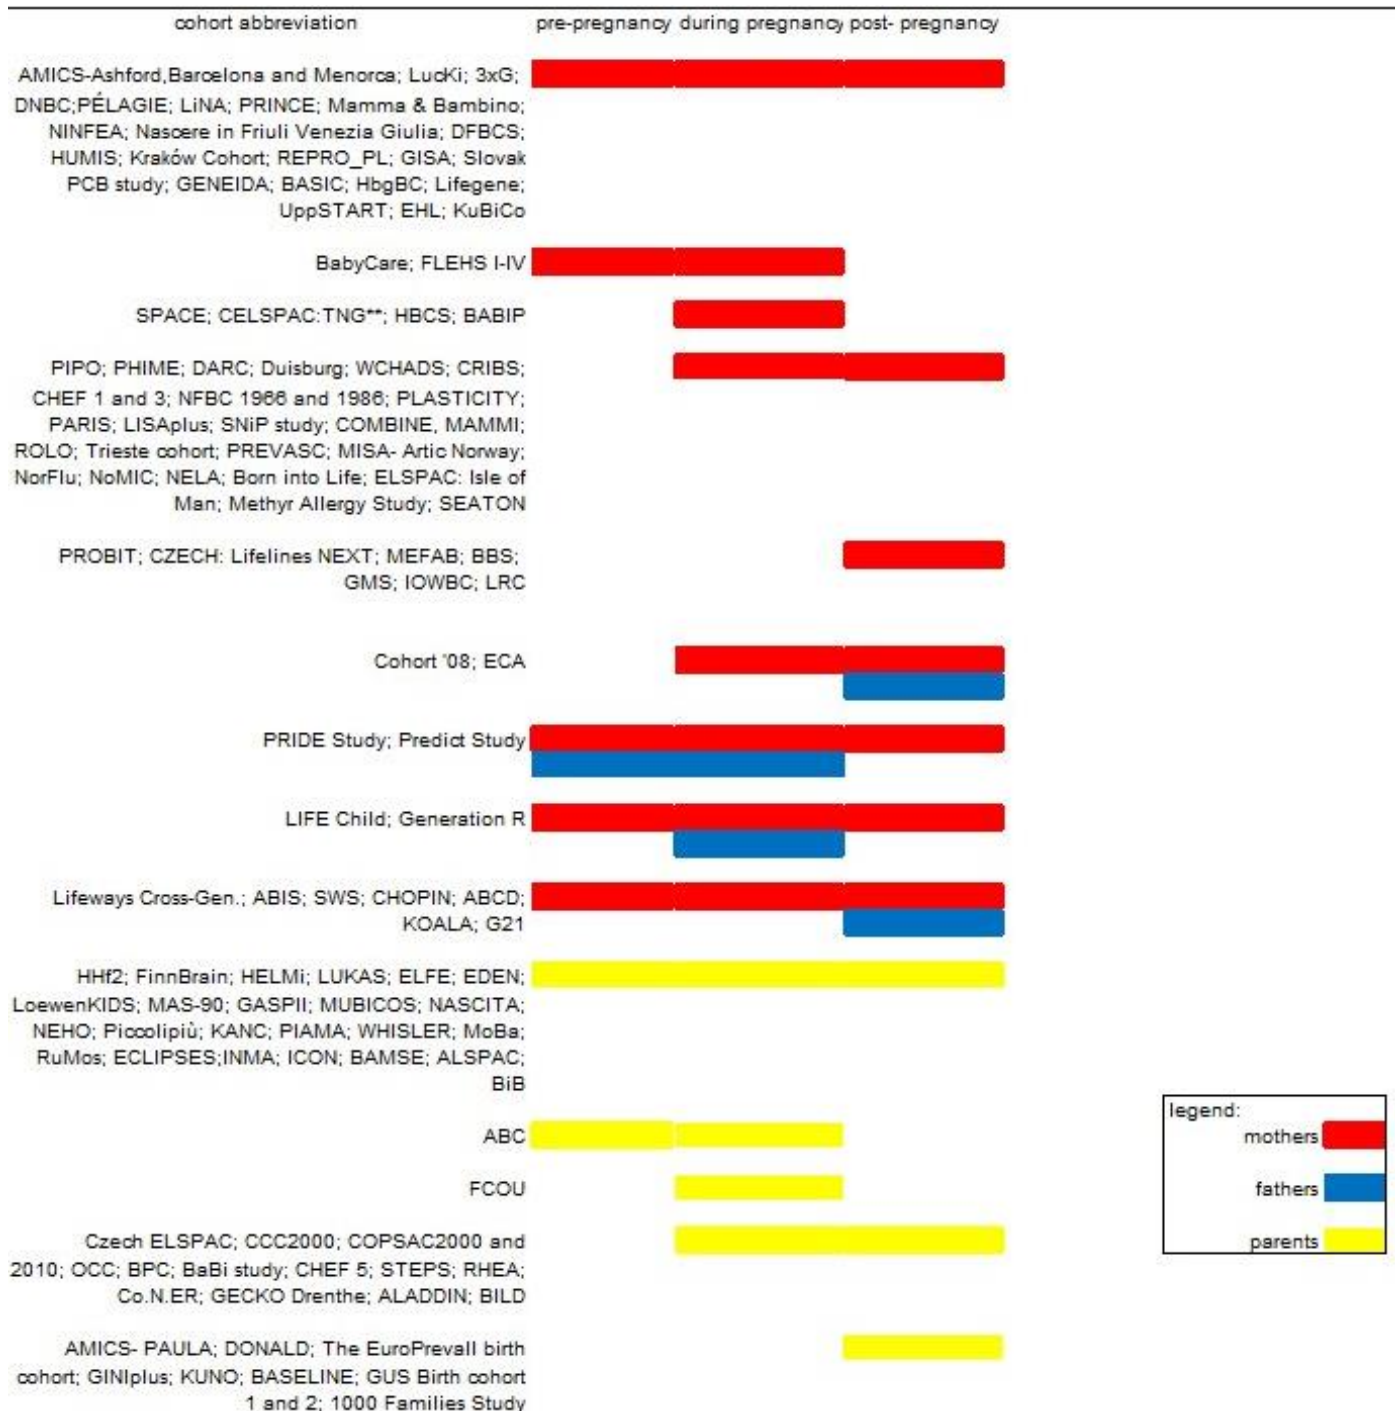 cohort abbreviation pre-pregnancy during pregnancy post- pregnancy
AMICS-Ashford,Barcelona and Menorca; LucKi; 3xG;
DNBC;PÉLAGIE; LiNA; PRINCE; Mamma & Bambino;
NINFEA; Nascere in Friuli Venezia Giulia; DFBCS;
HUMIS; Kraków Cohort; REPRO_PL; GISA; Slovak
PCB study; GENEIDA; BASIC; HbgBC; Lifegene;
UppSTART; EHL; KuBiCo
BabyCare; FLEHS I-IV
SPACE; CELSPAC:TNG**; HBCS; BABIP
PIPO; PHIME; DARC; Duisburg; WCHADS; CRIBS;
CHEF 1 and 3; NFBC 1966 and 1986; PLASTICITY;
PARIS; LISAplus; SNiP study; COMBINE, MAMMI;
ROLO; Trieste cohort; PREVASC; MISA- Artic Norway;
NorFlu; NoMIC; NELA; Born into Life; ELSPAC: Isle of
Man; Methyr Allergy Study; SEATON
PROBIT; CZECH: Lifelines NEXT; MEFAB; BBS;
GMS; IOWBC; LRC
Cohort '08; ECA
PRIDE Study; Predict Study
LIFE Child; Generation R
Lifeways Cross-Gen.; ABIS; SWS; CHOPIN; ABCD;
KOALA; G21
HHf2; FinnBrain; HELMi; LUKAS; ELFE; EDEN;
LoewenKIDS; MAS-90; GASPII; MUBICOS; NASCITA;
NEHO; Piccolipiù; KANC; PIAMA; WHISLER; MoBa;
RuMos; ECLIPSES;INMA; ICON; BAMSE; ALSPAC;
BiB
ABC
FCOU
Czech ELSPAC; CCC2000; COPSAC2000 and
2010; OCC; BPC; BaBi study; CHEF 5; STEPS; RHEA;
Co.N.ER; GECKO Drenthe; ALADDIN; BILD
AMICS- PAULA; DONALD; The EuroPrevall birth
cohort; GINIplus; KUNO; BASELINE; GUS Birth cohort
1 and 2; 1000 Families Study
legend:
mothers
fathers
parents